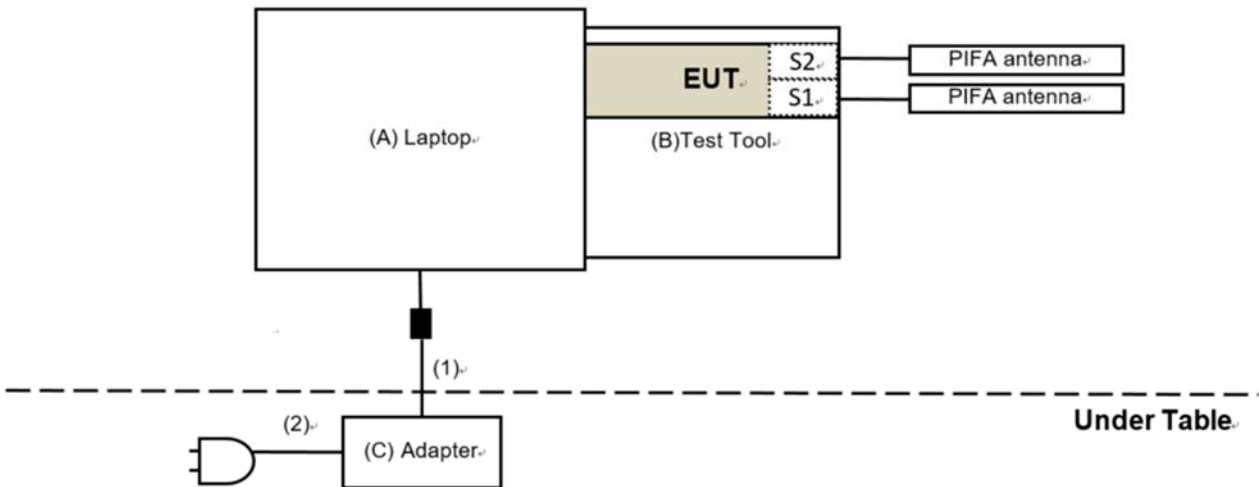 S2
PIFA antenna
EUT
S1
PIFA antenna
(A) Laptop
(B)Test Tool
(1)
Under Table
(2)
(C) Adapter